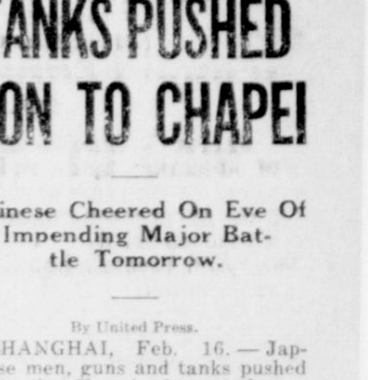 TANKS PUSHED
ON TO CHAPEI
inese Cheered On Eve Of
Impending Major Bat-
tle Tomorrow.
By United Press.
HANGHAI, Feb. 16. — Jap-
se men, guns and tanks pushed